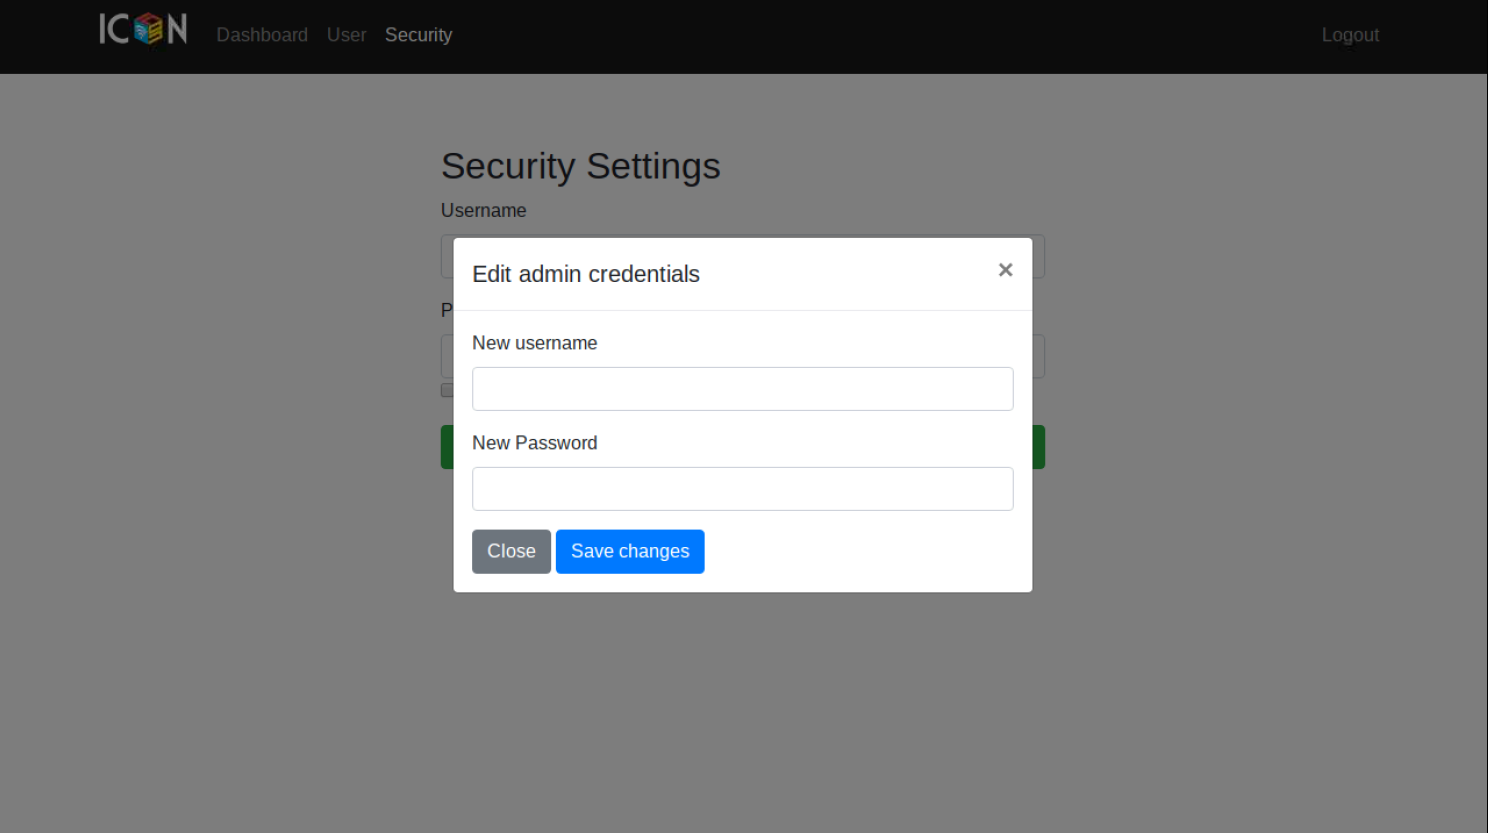 ICON Dashboard User Security Logout
Security Settings
Username
Edit admin credentials ×
P
New username
New Password
Close Save changes